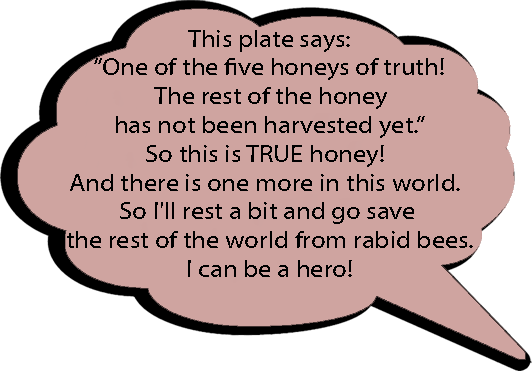 This plate says:
"One of the five honeys of truth!
The rest of the honey
has not been harvested yet."
So this is TRUE honey!
And there is one more in this world.
So I'll rest a bit and go save
the rest of the world from rabid bees.
I can be a hero!